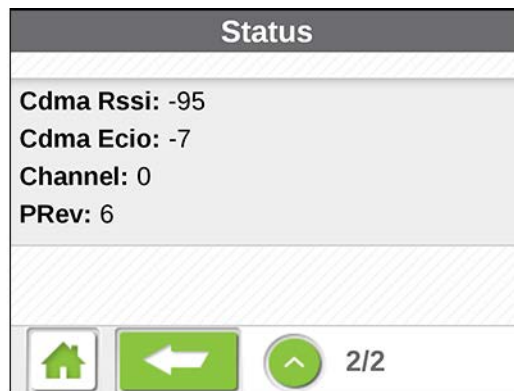 Status
Cdma Rssi: -95
Cdma Ecio: -7
Channel: 0
PRev: 6
2/2